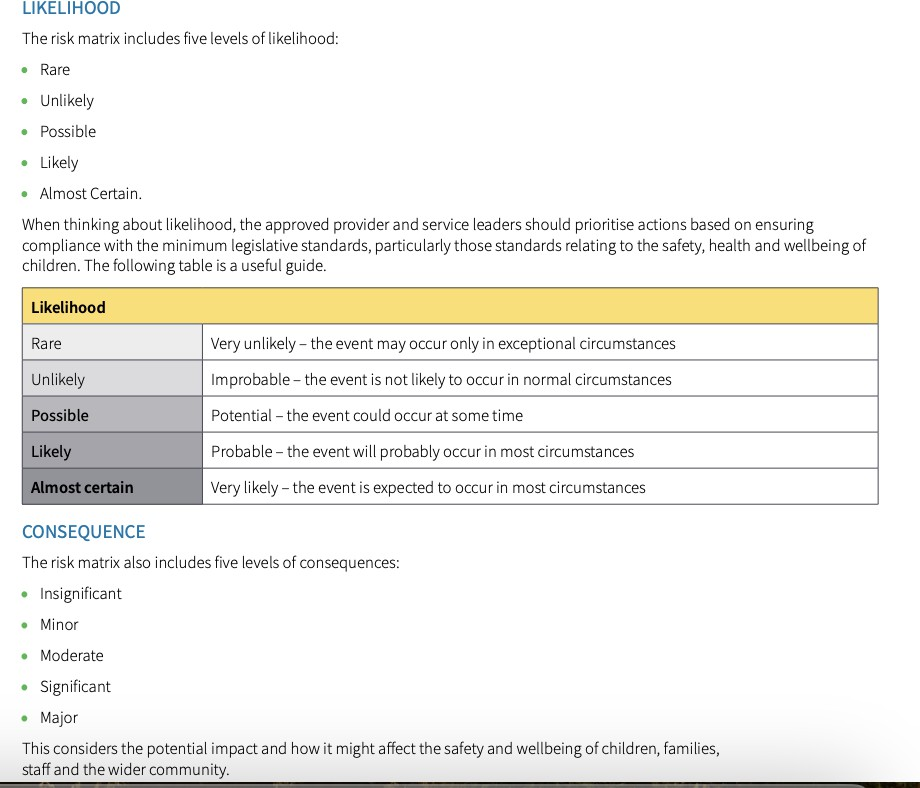 LIKELIHOOD
The risk matrix includes five levels of likelihood:
• Rare
• Unlikely
• Possible
• Likely
• Almost Certain.
When thinking about likelihood, the approved provider and service leaders should prioritise actions based on ensuring
compliance with the minimum legislative standards, particularly those standards relating to the safety, health and wellbeing of
children. The following table is a useful guide.
Likelihood
Rare Very unlikely – the event may occur only in exceptional circumstances
Unlikely Improbable – the event is not likely to occur in normal circumstances
Possible Potential – the event could occur at some time
Likely Probable – the event will probably occur in most circumstances
Almost certain Very likely – the event is expected to occur in most circumstances
CONSEQUENCE
The risk matrix also includes five levels of consequences:
• Insignificant
• Minor
• Moderate
• Significant
• Major
This considers the potential impact and how it might affect the safety and wellbeing of children, families,
staff and the wider community.